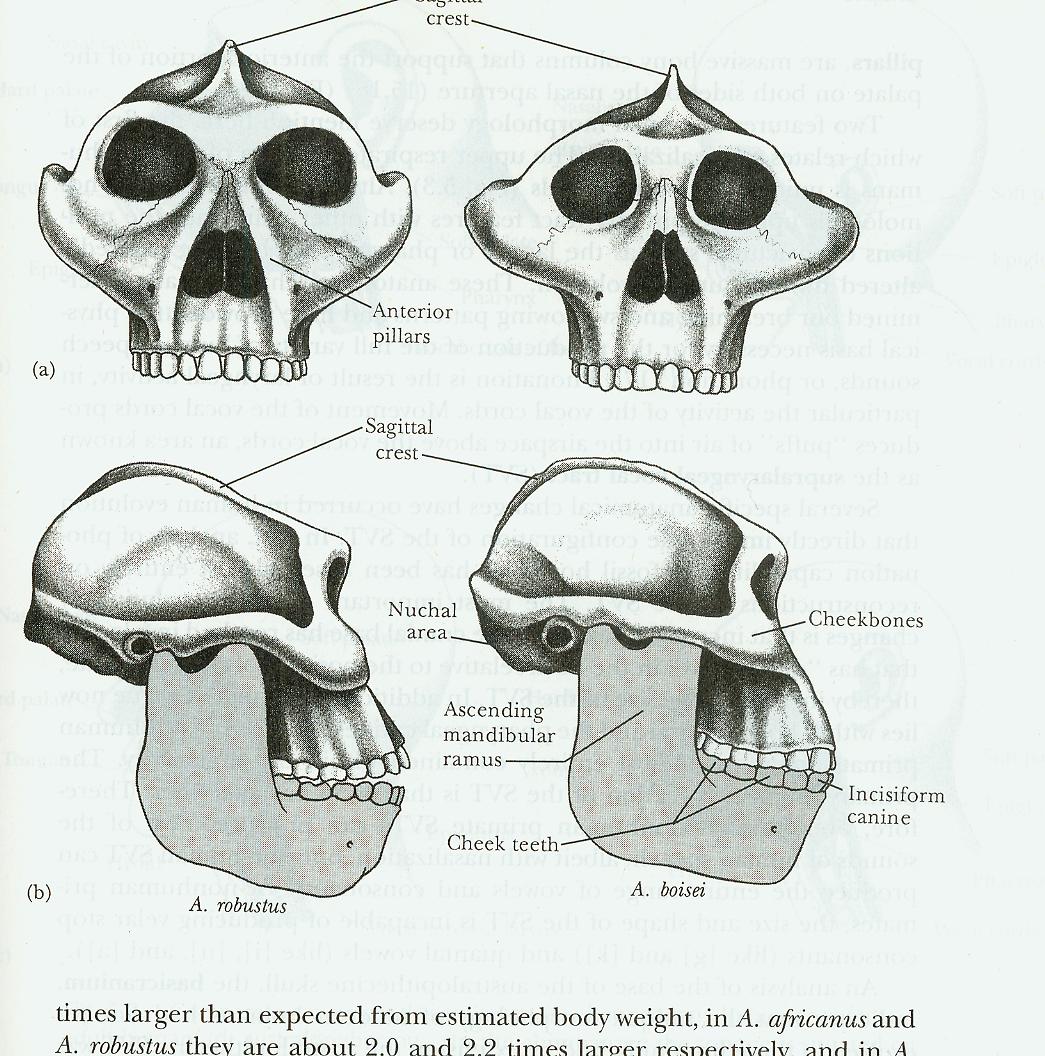 Sagittal
crest
Anterior
pillars
(a)
Sagittal
crest
Nuchal
area
Cheekbones
Ascending
mandibular
ramus
Incisiform
canine
Cheek teeth
(b)
A. robustus
A. boisei
times larger than expected from estimated body weight, in A. africanus and
A. robustus they are about 2.0 and 2.2 times larger respectively, and in A.